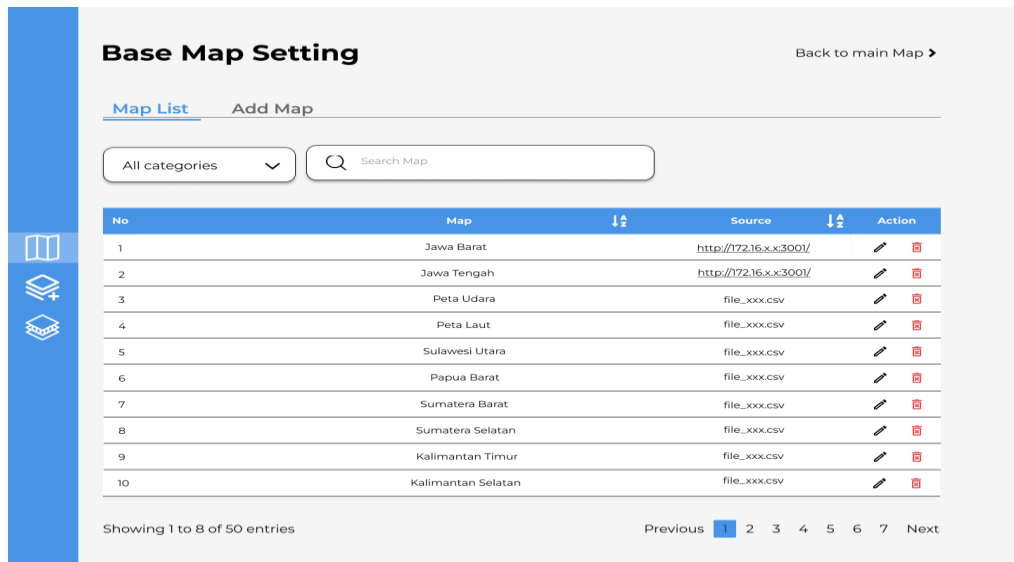 Base Map Setting
Back to main Map >
Map List Add Map
All categories Search Map
No Map Source Action
1 Jawa Barat http://172.16.x.x:3001/
2 Jawa Tengah http://172.16.x.x:3001/
3 Peta Udara file_xxx.csv
4 Peta Laut file_xxx.csv
5 Sulawesi Utara file_xxx.csv
6 Papua Barat file_xxx.csv
7 Sumatera Barat file_xxx.csv
8 Sumatera Selatan file_xxx.csv
9 Kalimantan Timur file_xxx.csv
10 Kalimantan Selatan file_xxx.csv
Showing 1 to 8 of 50 entries Previous 1 2 3 4 5 6 7 Next